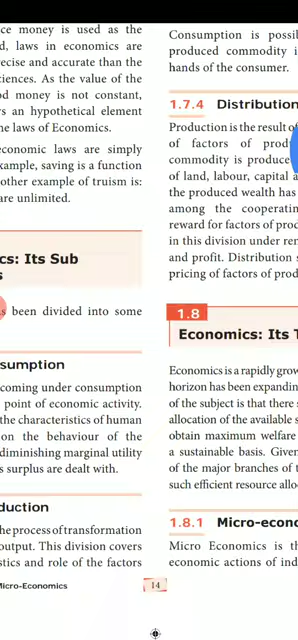 ce money is used as the
d, laws in economics are
ecise and accurate than the
iences. As the value of the
od money is not constant,
rs an hypothetical element
he laws of Economics.
economic laws are simply
xample, saving is a function
other example of truism is:
are unlimited.
cs: Its Sub
s
s been divided into some
sumption
coming under consumption
point of economic activity.
the characteristics of human
on the behaviour of the
diminishing marginal utility
s surplus are dealt with.
duction
he process of transformation
output. This division covers
stics and role of the factors
Consumption is possib
produced commodity i
hands of the consumer.
1.7.4 Distribution
Production is the result of
of factors of produ
commodity is produce
of land, labour, capital a
the produced wealth has
among the cooperatin
reward for factors of produ
in this division under ren
and profit. Distribution s
pricing of factors of prod
1.8
Economics: Its T
Economics is a rapidly grow
horizon has been expanding
of the subject is that there
allocation of the available s
obtain maximum welfare
a sustainable basis. Given
of the major branches of t
such efficient resource allo
1.8.1 Micro-econo
Micro Economics is th
economic actions of ind
Micro-Economics
14